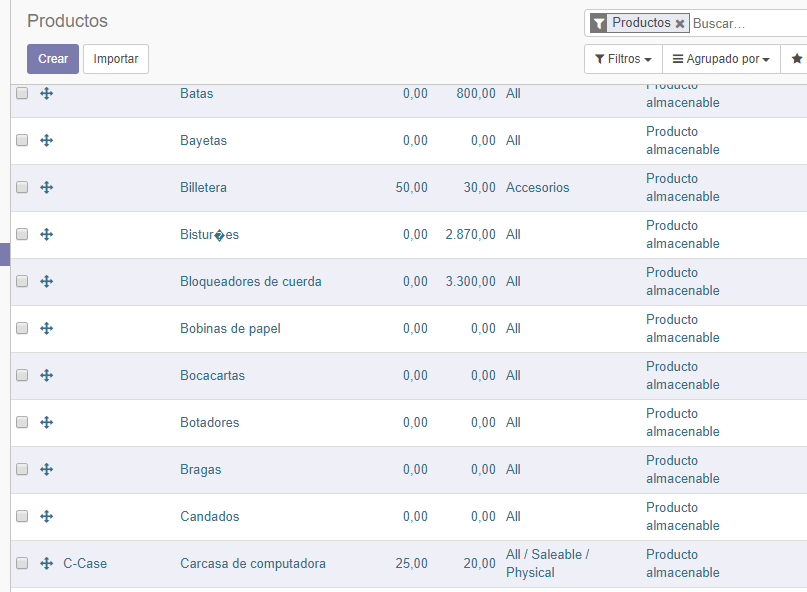 Productos
Productos ✖ Buscar...
Crear Importar
Filtros Agrupado por
Batas 0,00 800,00 All Producto
almacenable
Bayetas 0,00 0,00 All Producto
almacenable
Billetera 50,00 30,00 Accesorios Producto
almacenable
Bistur�es 0,00 2.870,00 All Producto
almacenable
Bloqueadores de cuerda 0,00 3.300,00 All Producto
almacenable
Bobinas de papel 0,00 0,00 All Producto
almacenable
Bocacartas 0,00 0,00 All Producto
almacenable
Botadores 0,00 0,00 All Producto
almacenable
Bragas 0,00 0,00 All Producto
almacenable
Candados 0,00 0,00 All Producto
almacenable
C-Case Carcasa de computadora 25,00 20,00 All / Saleable / Producto
Physical almacenable